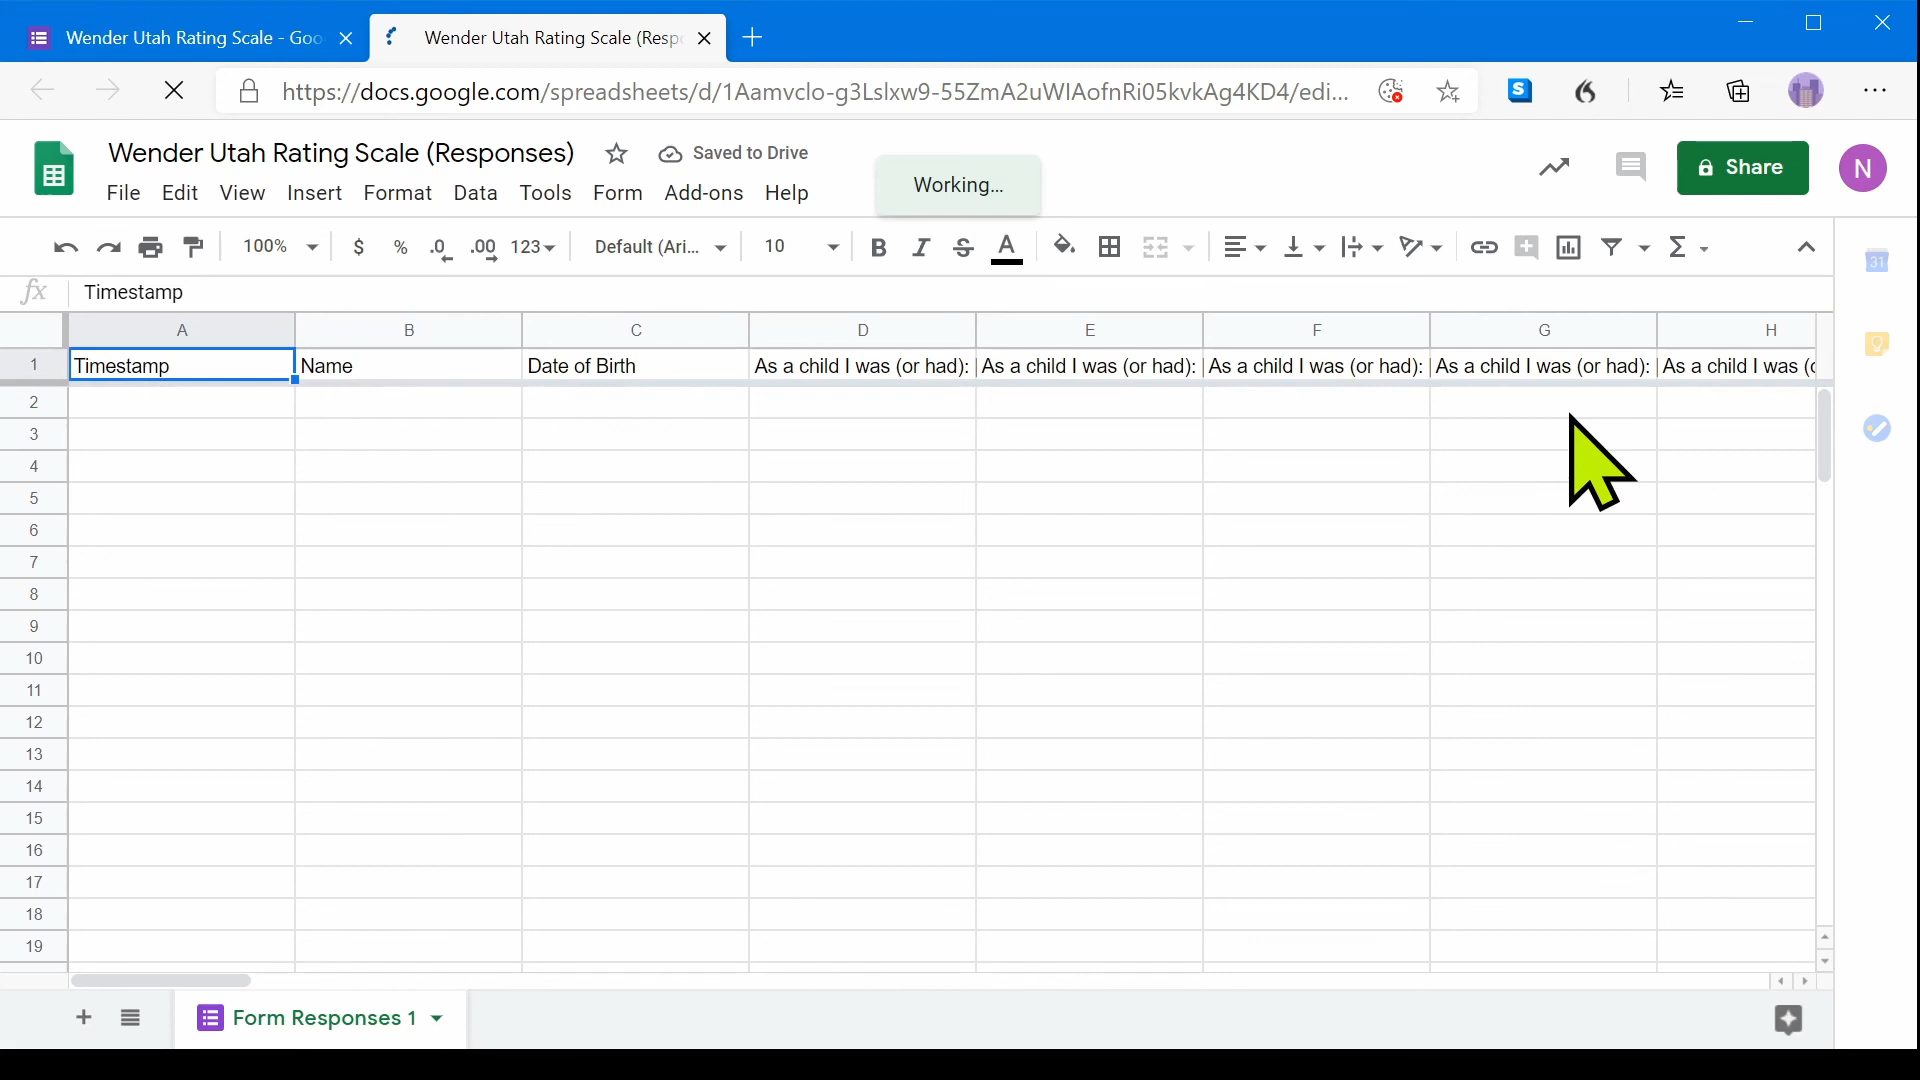 Wender Utah Rating Scale - Goo
Wender Utah Rating Scale (Resp
https://docs.google.com/spreadsheets/d/1Aamvclo-g3Lslxw9-55ZmA2uWIAofnRi05kvkAg4KD4/edi...
Wender Utah Rating Scale (Responses)
Saved to Drive
File Edit View Insert Format Data Tools Form Add-ons Help
Working...
Share
N
100% $ % .0 .00 123 Default (Ari... 10 B I S A
31
fx Timestamp
A B C D E F G H
1 Timestamp Name Date of Birth As a child I was (or had): As a child I was (or had): As a child I was (or had): As a child I was (or had): As a child I was (
2
3
4
5
6
7
8
9
10
11
12
13
14
15
16
17
18
19
Form Responses 1